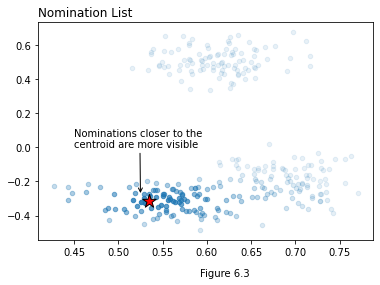 Nomination List
0.6
0.4
0.2
0.0
−0.2
−0.4
Nominations closer to the
centroid are more visible
0.45 0.50 0.55 0.60 0.65 0.70 0.75
Figure 6.3